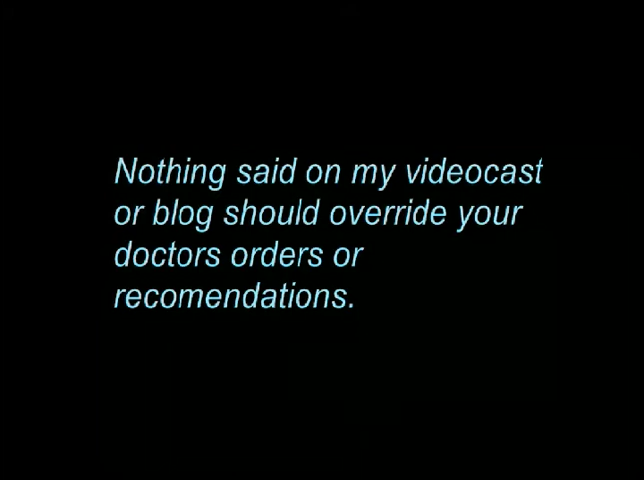 Nothing said on my videocast
or blog should override your
doctors orders or
recomendations.